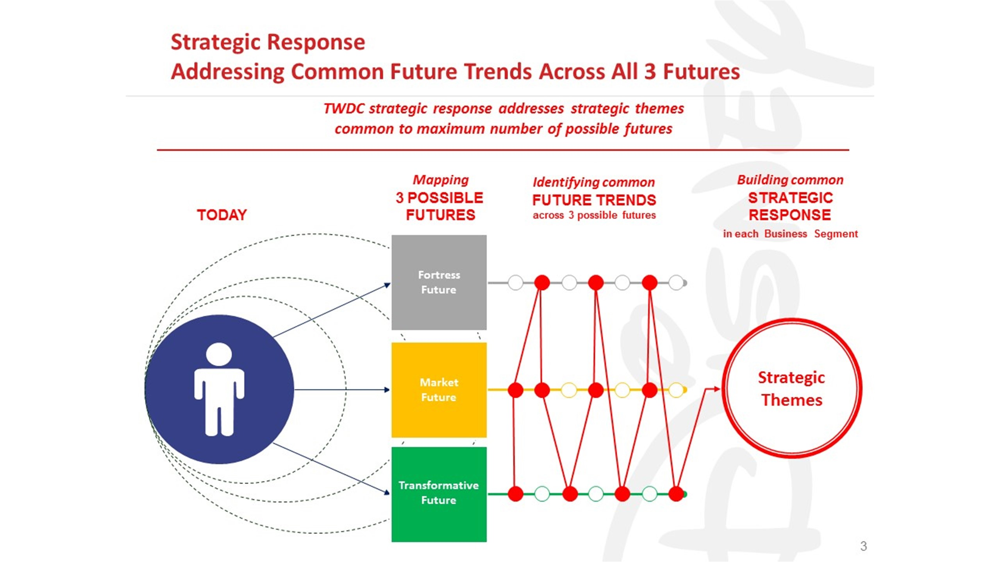 Strategic Response
Addressing Common Future Trends Across All 3 Futures
TWDC strategic response addresses strategic themes
common to maximum number of possible futures
TODAY
Mapping
3 POSSIBLE
FUTURES
Identifying common
FUTURE TRENDS
across 3 possible futures
Building common
STRATEGIC
RESPONSE
in each Business Segment
Fortress
Future
Market
Future
Transformative
Future
Strategic
Themes
3